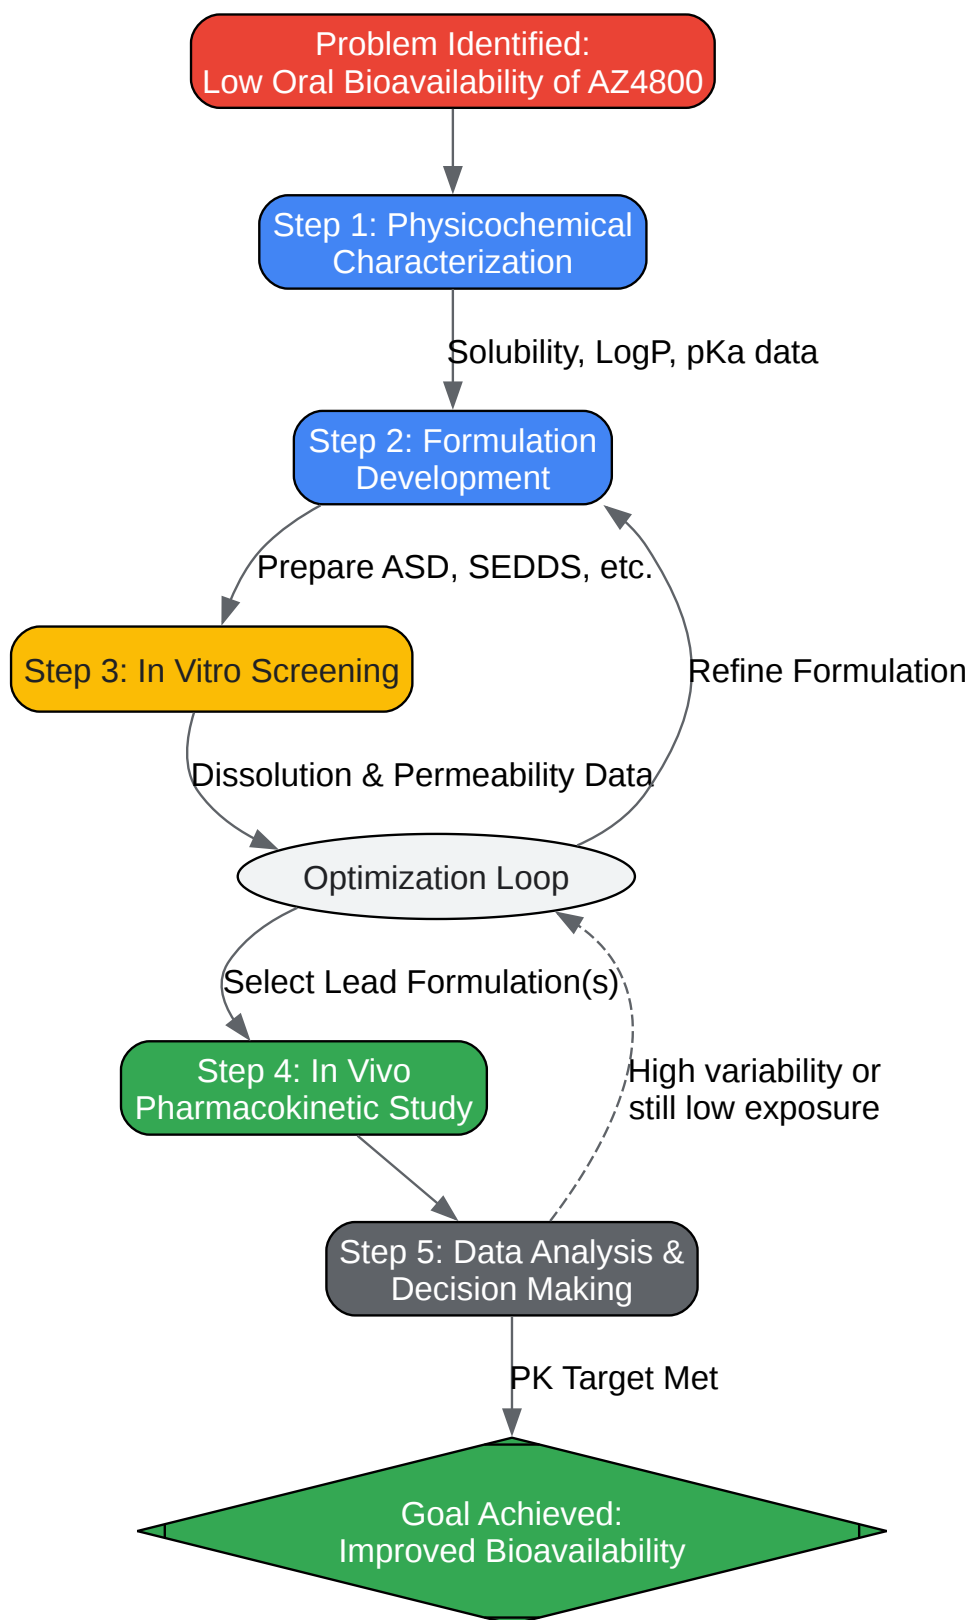 Problem Identified:
Low Oral Bioavailability of AZ4800
Step 1: Physicochemical
Characterization
Solubility, LogP, pKa data
Step 2: Formulation
Development
Prepare ASD, SEDDS, etc.
Step 3: In Vitro Screening
Refine Formulation
Dissolution & Permeability Data
Optimization Loop
Select Lead Formulation(s)
Step 4: In Vivo
Pharmacokinetic Study
High variability or
still low exposure
Step 5: Data Analysis &
Decision Making
PK Target Met
Goal Achieved:
Improved Bioavailability